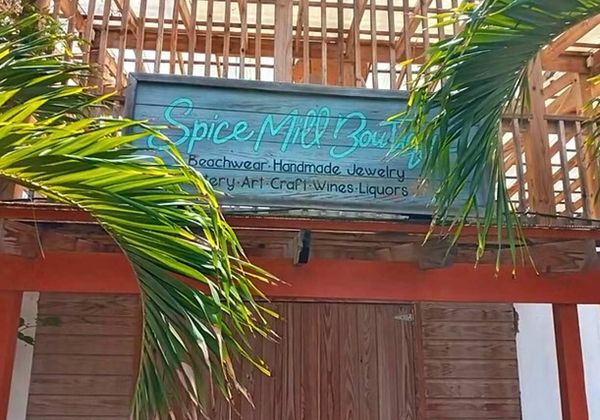 Spice Mill
Beachwear · Handmade Jewelry
Art · Craft · Wines · Liquors